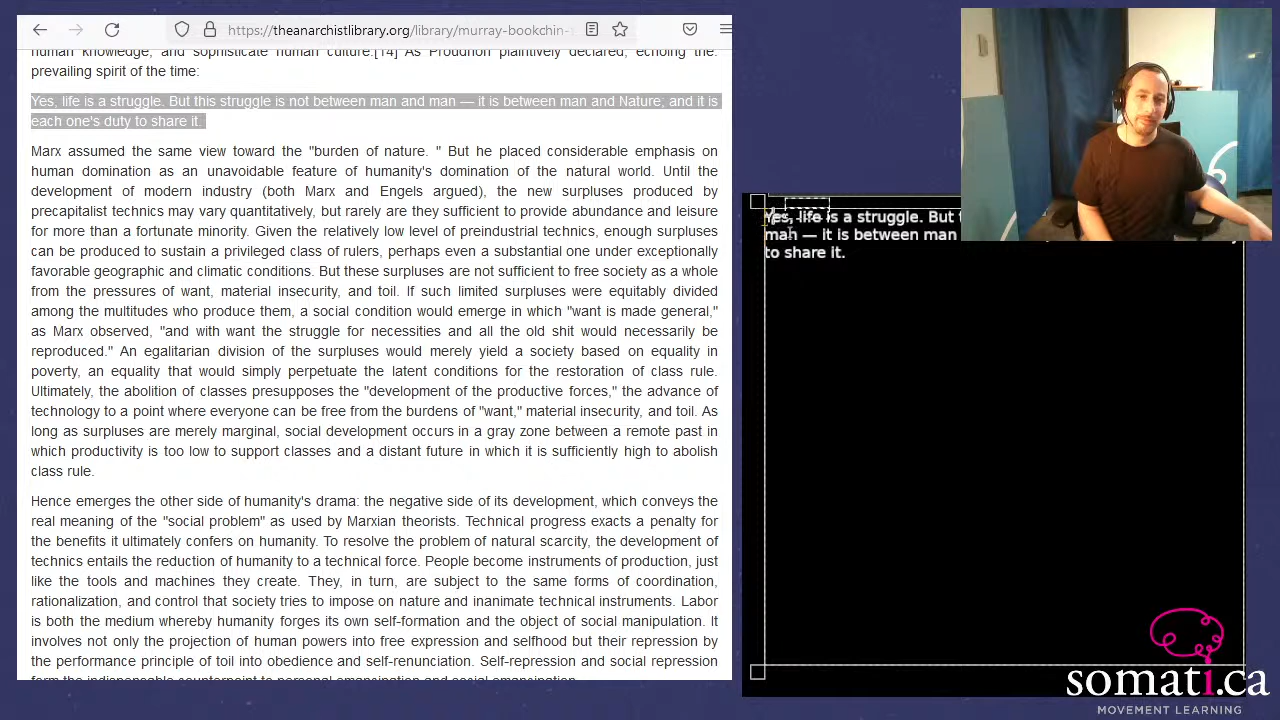 https://theanarchistlibrary.org/library/murray-bookchin-
human knowledge, and sophisticate human culture.[14] As Proudhon plaintively declared, echoing the
prevailing spirit of the time:
Yes, life is a struggle. But this struggle is not between man and man — it is between man and Nature; and it is
each one's duty to share it.
Marx assumed the same view toward the "burden of nature. " But he placed considerable emphasis on
human domination as an unavoidable feature of humanity's domination of the natural world. Until the
development of modern industry (both Marx and Engels argued), the new surpluses produced by
precapitalist technics may vary quantitatively, but rarely are they sufficient to provide abundance and leisure
for more than a fortunate minority. Given the relatively low level of preindustrial technics, enough surpluses
can be produced to sustain a privileged class of rulers, perhaps even a substantial one under exceptionally
favorable geographic and climatic conditions. But these surpluses are not sufficient to free society as a whole
from the pressures of want, material insecurity, and toil. If such limited surpluses were equitably divided
among the multitudes who produce them, a social condition would emerge in which "want is made general,"
as Marx observed, "and with want the struggle for necessities and all the old shit would necessarily be
reproduced." An egalitarian division of the surpluses would merely yield a society based on equality in
poverty, an equality that would simply perpetuate the latent conditions for the restoration of class rule.
Ultimately, the abolition of classes presupposes the "development of the productive forces," the advance of
technology to a point where everyone can be free from the burdens of "want," material insecurity, and toil. As
long as surpluses are merely marginal, social development occurs in a gray zone between a remote past in
which productivity is too low to support classes and a distant future in which it is sufficiently high to abolish
class rule.
Hence emerges the other side of humanity's drama: the negative side of its development, which conveys the
real meaning of the "social problem" as used by Marxian theorists. Technical progress exacts a penalty for
the benefits it ultimately confers on humanity. To resolve the problem of natural scarcity, the development of
technics entails the reduction of humanity to a technical force. People become instruments of production, just
like the tools and machines they create. They, in turn, are subject to the same forms of coordination,
rationalization, and control that society tries to impose on nature and inanimate technical instruments. Labor
is both the medium whereby humanity forges its own self-formation and the object of social manipulation. It
involves not only the projection of human powers into free expression and selfhood but their repression by
the performance principle of toil into obedience and self-renunciation. Self-repression and social repression
Yes, life is a struggle. But
man — it is between man
to share it.
somati.ca
MOVEMENT LEARNING